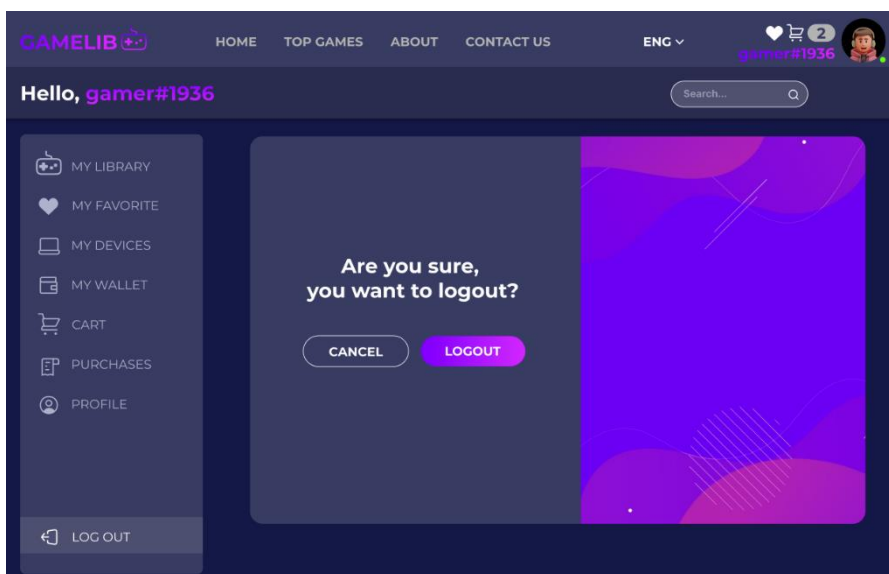 GAMELIB
HOME TOP GAMES ABOUT CONTACT US ENG 2
gamer#1936
Hello, gamer#1936
Search...
MY LIBRARY
MY FAVORITE
MY DEVICES
MY WALLET
CART
PURCHASES
PROFILE
LOG OUT
Are you sure,
you want to logout?
CANCEL LOGOUT